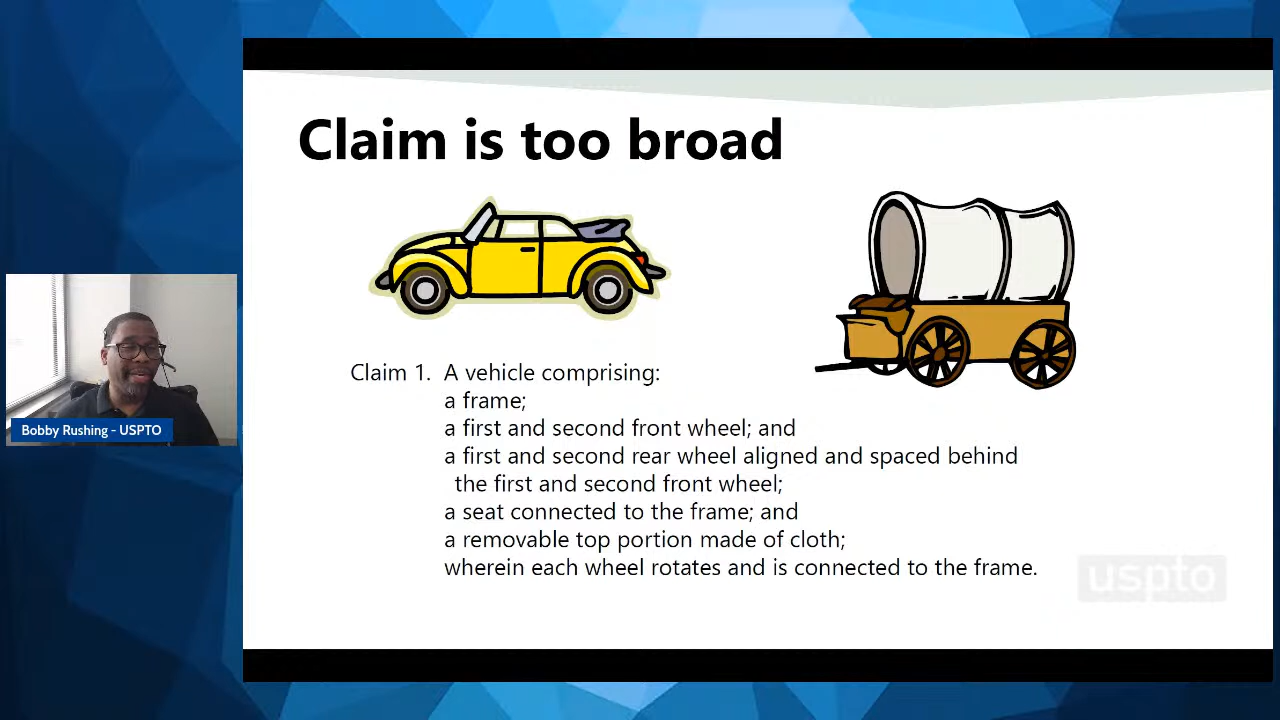 Claim is too broad
Claim 1. A vehicle comprising:
a frame;
a first and second front wheel; and
a first and second rear wheel aligned and spaced behind
the first and second front wheel;
a seat connected to the frame; and
a removable top portion made of cloth;
wherein each wheel rotates and is connected to the frame.
uspto
Bobby Rushing - USPTO